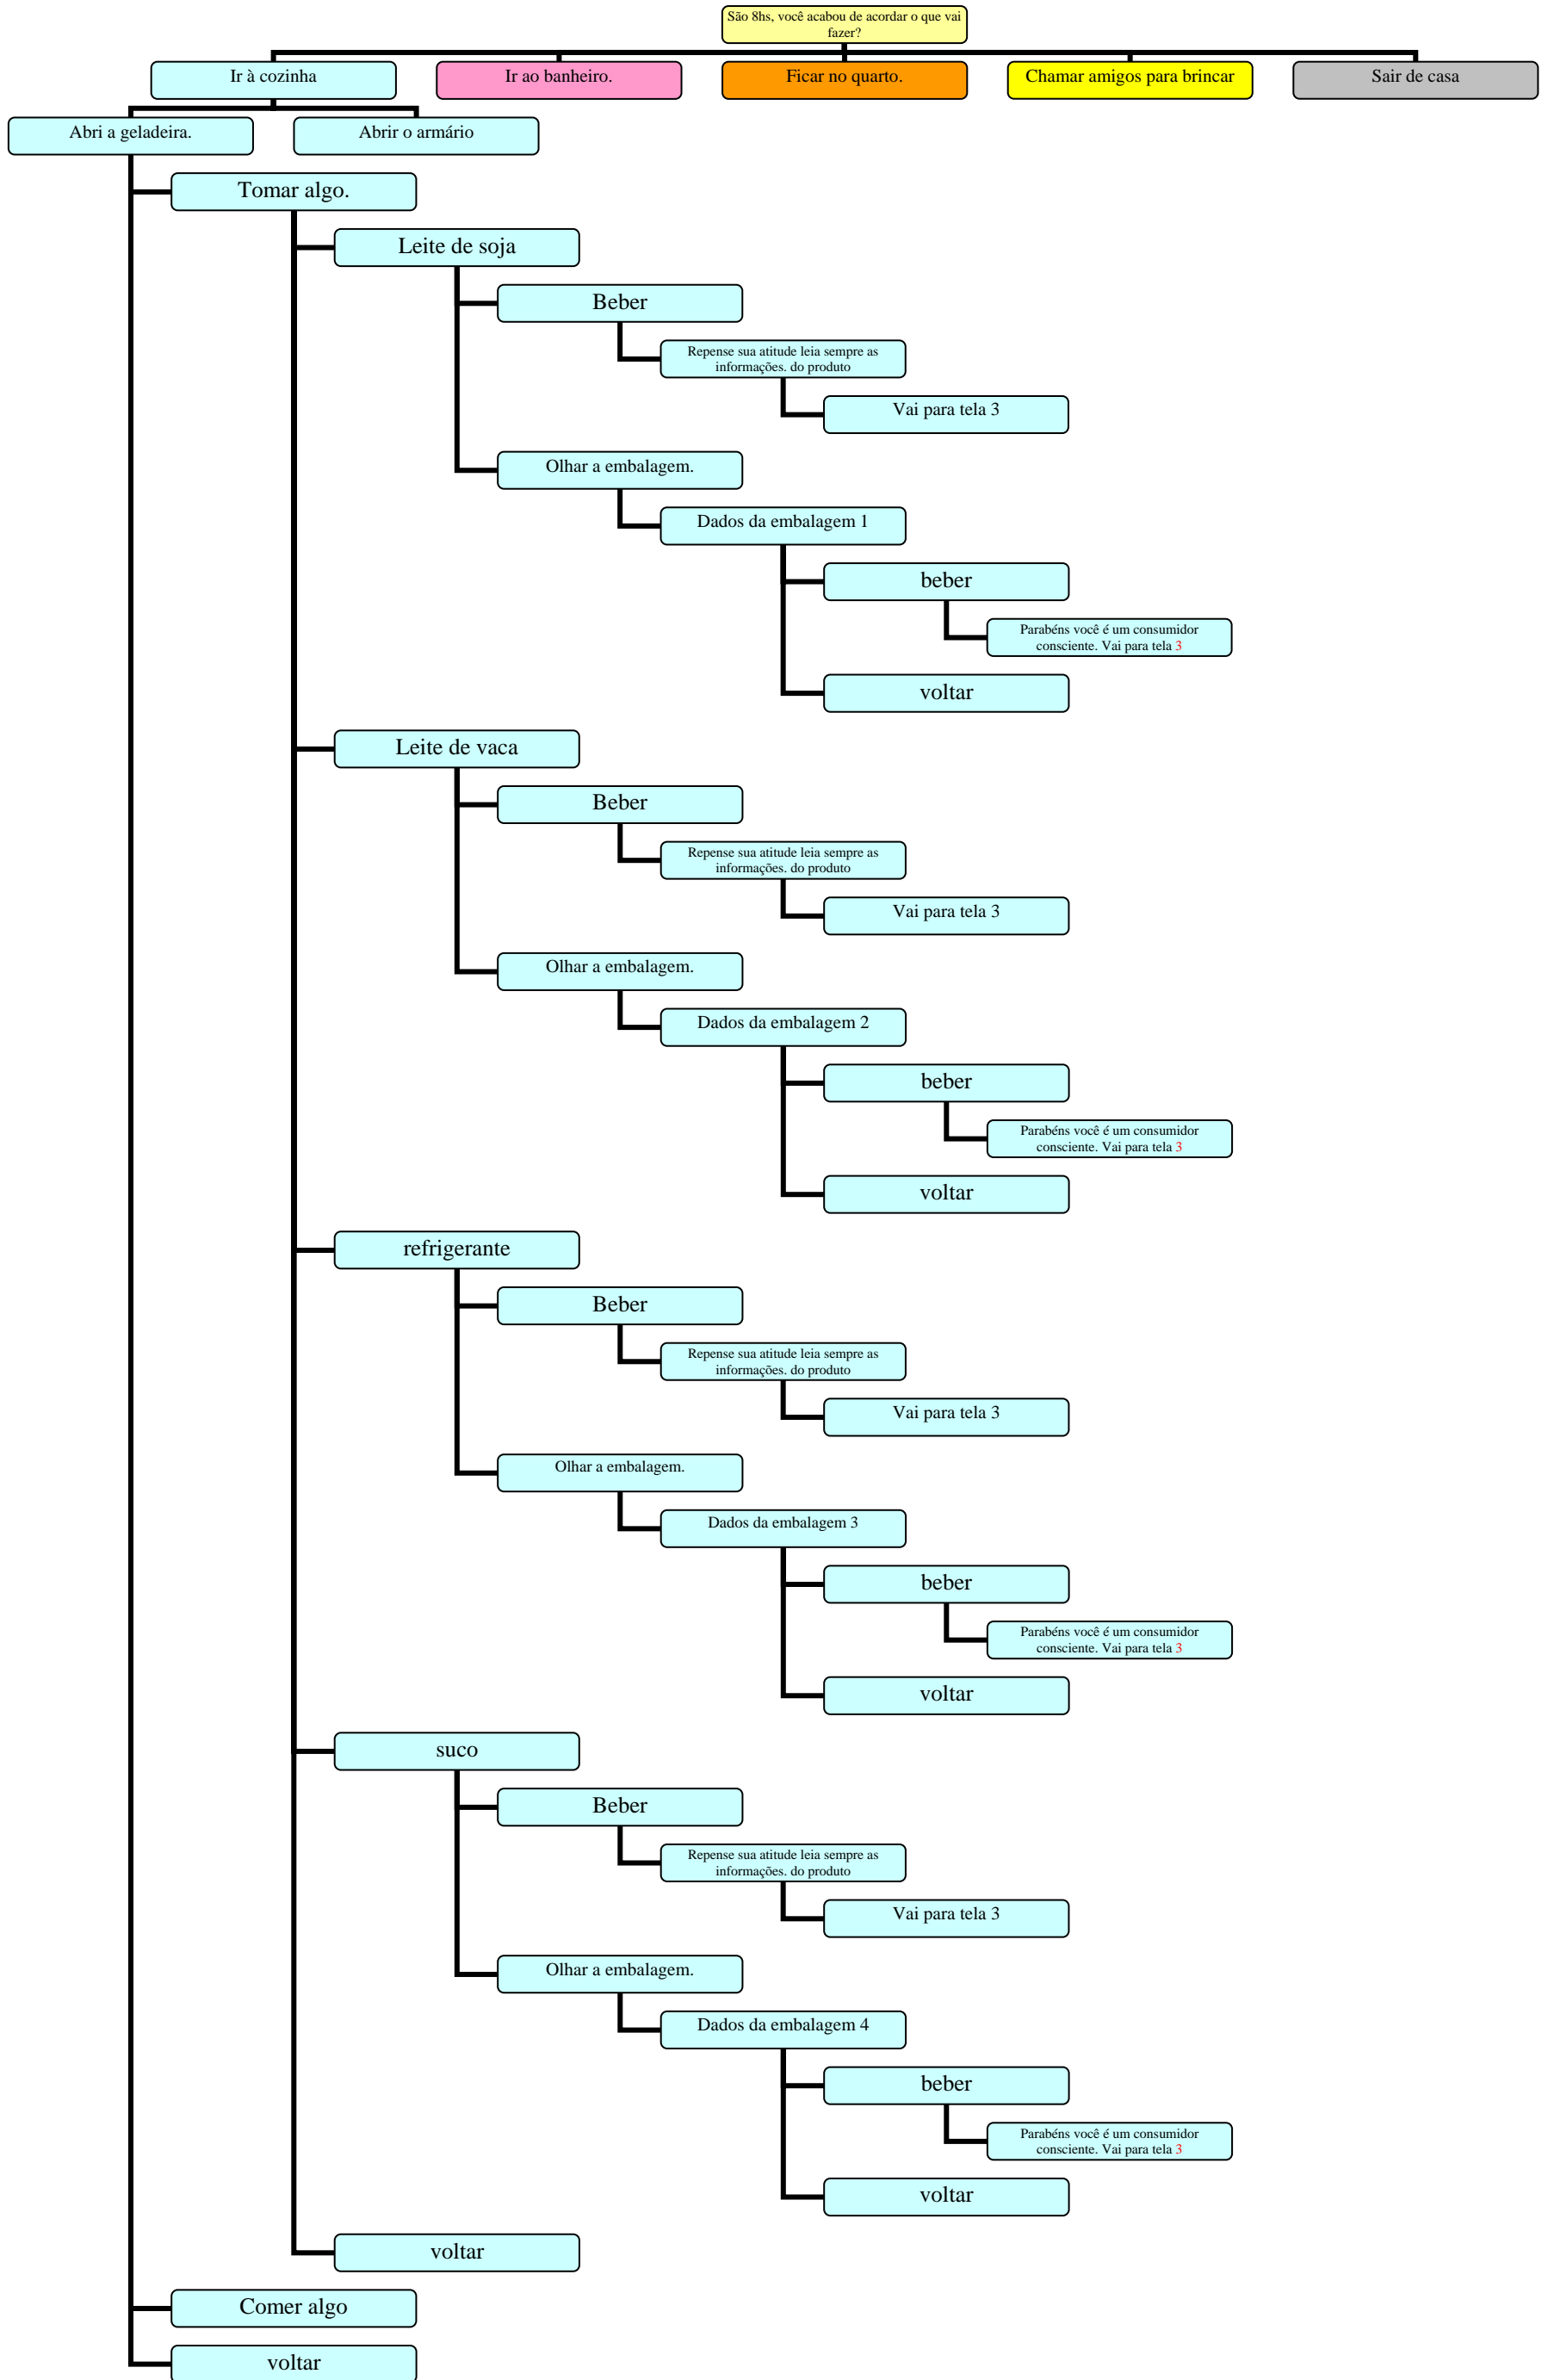 São 8hs, você acabou de acordar o que vai
fazer?
Ir à cozinha
Ir ao banheiro.
Ficar no quarto.
Chamar amigos para brincar
Sair de casa
Abri a geladeira.
Abrir o armário
Tomar algo.
Leite de soja
Beber
Repense sua atitude leia sempre as
informações. do produto
Vai para tela 3
Olhar a embalagem.
Dados da embalagem 1
beber
Parabéns você é um consumidor
consciente. Vai para tela 3
voltar
Leite de vaca
Beber
Repense sua atitude leia sempre as
informações. do produto
Vai para tela 3
Olhar a embalagem.
Dados da embalagem 2
beber
Parabéns você é um consumidor
consciente. Vai para tela 3
voltar
refrigerante
Beber
Repense sua atitude leia sempre as
informações. do produto
Vai para tela 3
Olhar a embalagem.
Dados da embalagem 3
beber
Parabéns você é um consumidor
consciente. Vai para tela 3
voltar
suco
Beber
Repense sua atitude leia sempre as
informações. do produto
Vai para tela 3
Olhar a embalagem.
Dados da embalagem 4
beber
Parabéns você é um consumidor
consciente. Vai para tela 3
voltar
voltar
Comer algo
voltar